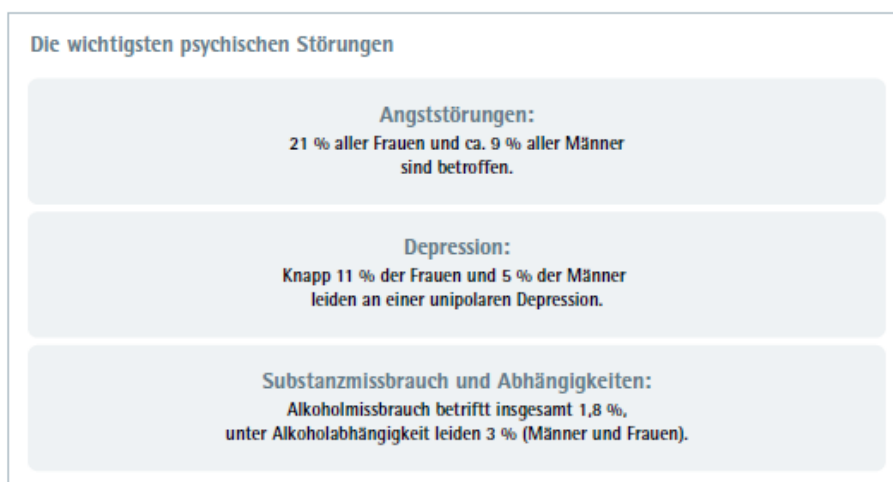 Die wichtigsten psychischen Störungen
Angststörungen:
21 % aller Frauen und ca. 9 % aller Männer
sind betroffen.
Depression:
Knapp 11 % der Frauen und 5 % der Männer
leiden an einer unipolaren Depression.
Substanzmissbrauch und Abhängigkeiten:
Alkoholmissbrauch betriftt insgesamt 1,8 %,
unter Alkoholabhängigkeit leiden 3 % (Männer und Frauen).